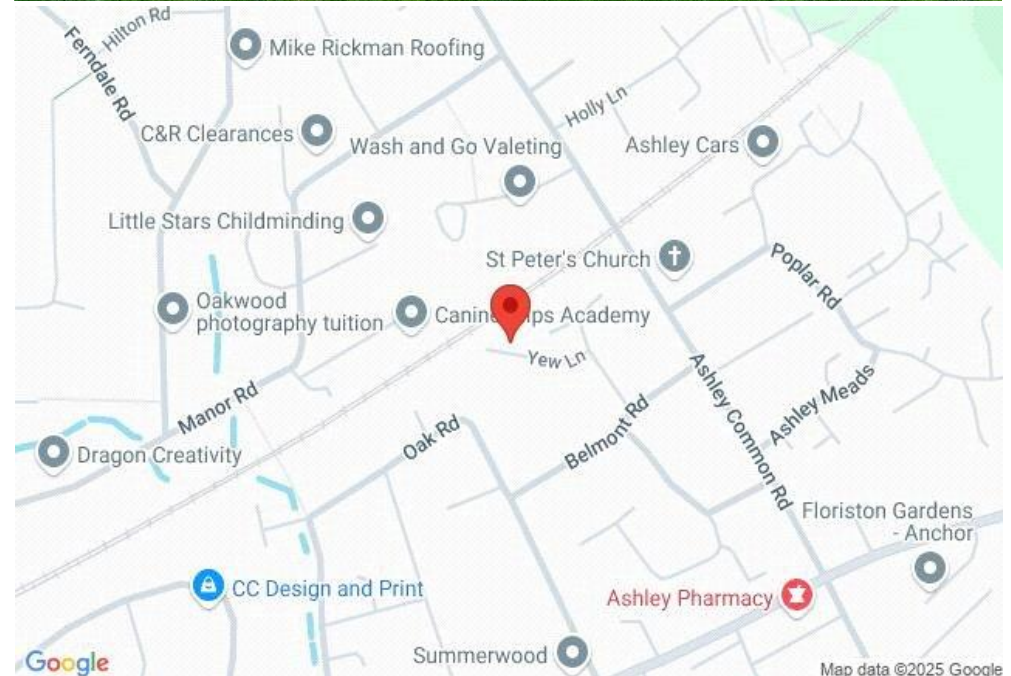 Hilton Rd
Ferndale Rd
Mike Rickman Roofing
Holly Ln
C&R Clearances
Wash and Go Valeting
Ashley Cars
Little Stars Childminding
St Peter's Church
Poplar Rd
Oakwood
photography tuition
Academy
Yew Ln
Manor Rd
Ashley Common Rd
Ashley Meads
Oak Rd
Belmont Rd
Dragon Creativity
Floriston Gardens
- Anchor
CC Design and Print
Ashley Pharmacy
Summerwood
Google
Map data ©2025 Google